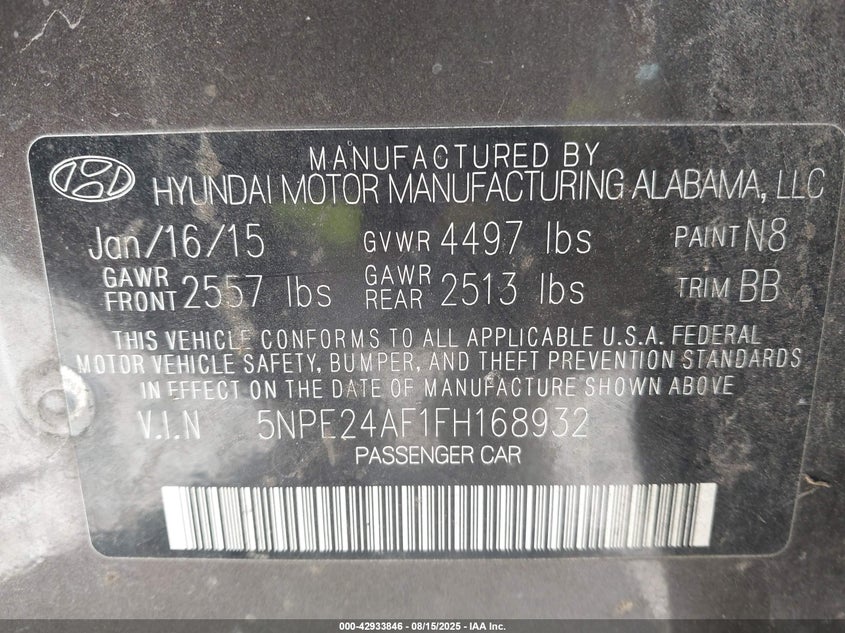 MANUFACTURED BY
HYUNDAI MOTOR MANUFACTURING ALABAMA, LLC
Jan/16/15 GVWR 4497 lbs PAINT N8
GAWR FRONT 2557 lbs GAWR REAR 2513 lbs TRIM BB
THIS VEHICLE CONFORMS TO ALL APPLICABLE U.S.A. FEDERAL
MOTOR VEHICLE SAFETY, BUMPER, AND THEFT PREVENTION STANDARDS
IN EFFECT ON THE DATE OF MANUFACTURE SHOWN ABOVE
V.I.N 5NPE24AF1FH168932
PASSENGER CAR
000-42933846 - 08/15/2025 - IAA Inc.